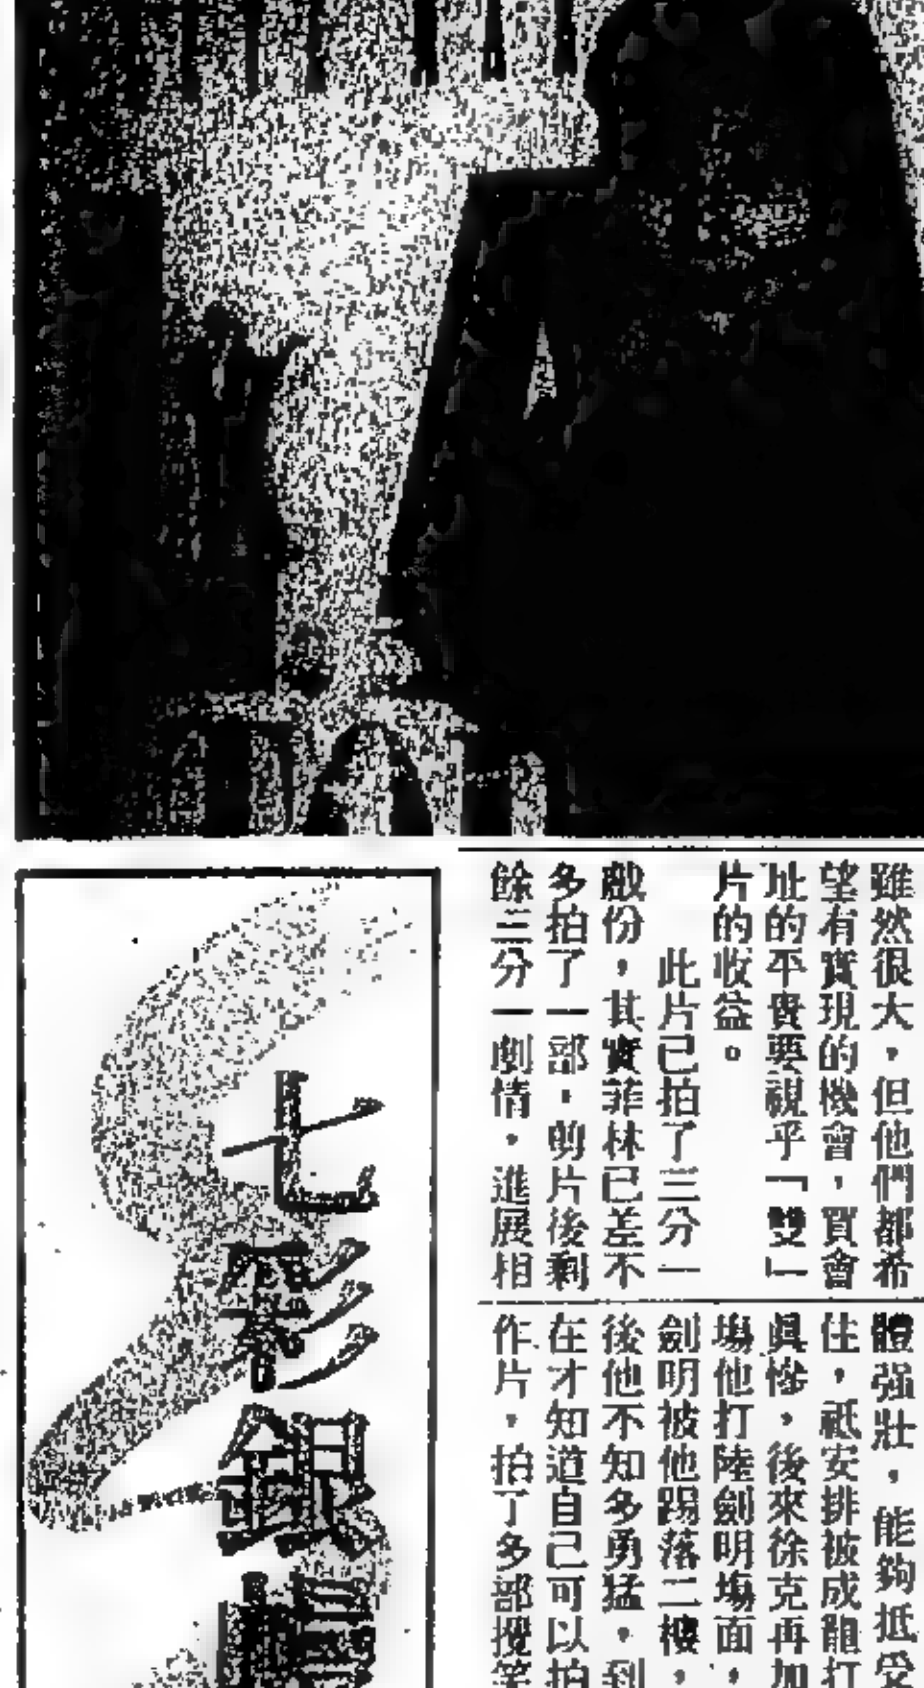 雖然很大，但他們都希
望有實現的機會，買會
址的平貴要視乎「雙」
片的收益。
此片已拍了三分一
戲份，其實菲林已差不
多拍了一部，剪片後剩
餘三分一劇情，進展相
體强壯，能夠抵受
住，祗安排被成龍打
眞慘，後來徐克再加
塲他打陸劍明塲面，
劍明被他踢落二樓，
後他不知多勇猛，到
在才知道自己可以拍
作片，拍了多部攪笑
七彩銀